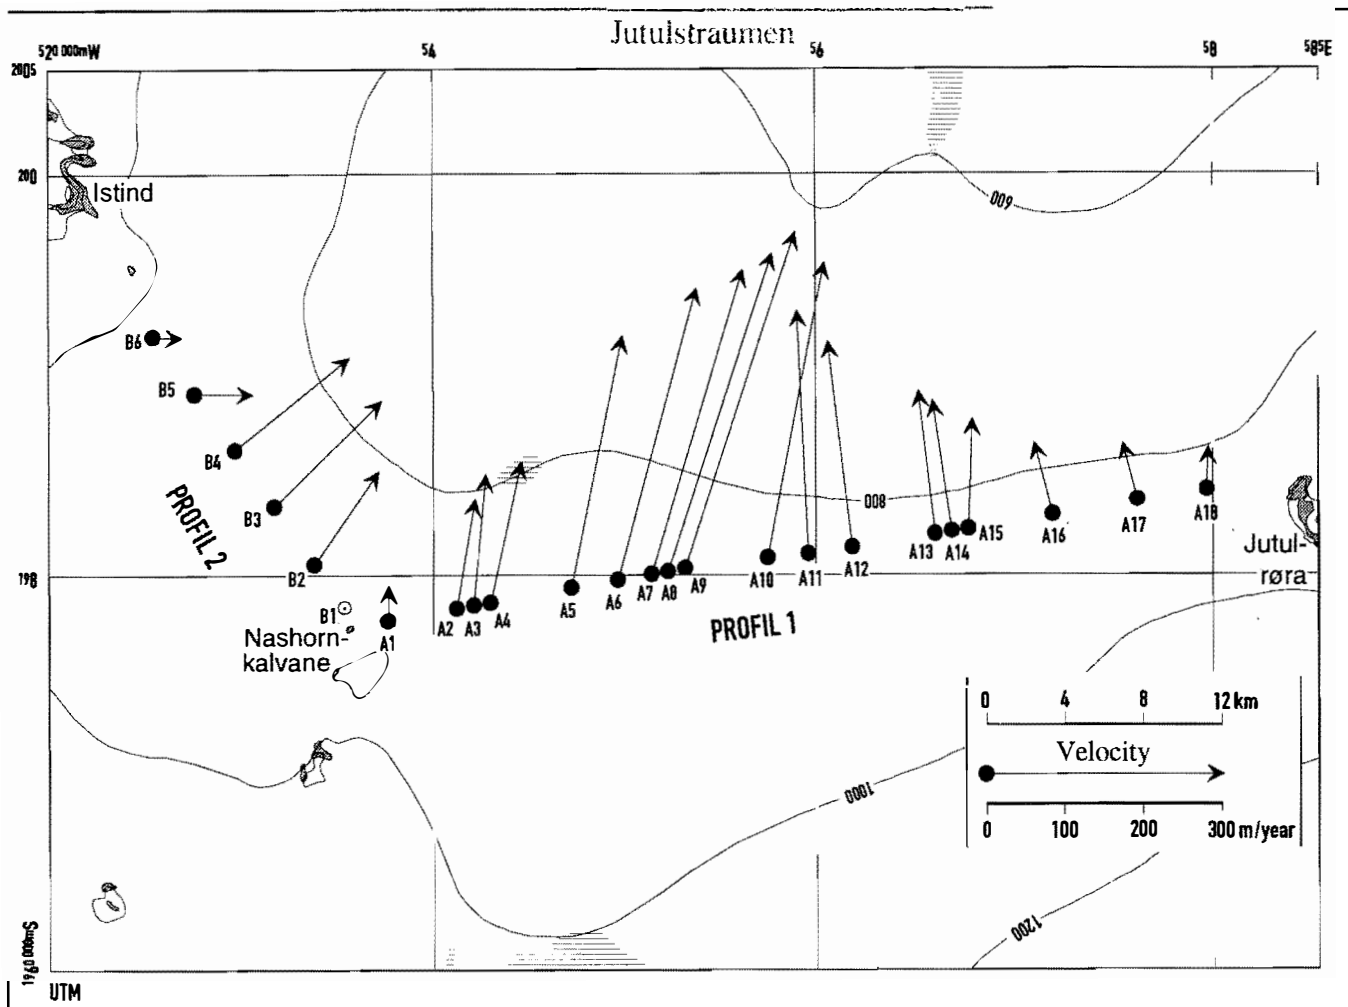 Jutulstraumen
520 000mW
54
56
58
585E
2005
200
Istind
600
B6
B5
B4
B3
PROFIL 2
B2
B1
Nashorn-
kalvane
A1
A2
A3
A4
A5
A6
A7
A8
A9
A10
A11
A12
A13
A14
A15
A16
A17
A18
800
198
PROFIL 1
Jutul-
røra
0 4 8 12 km
Velocity
0 100 200 300 m/year
1000
1200
1960 000mS
UTM